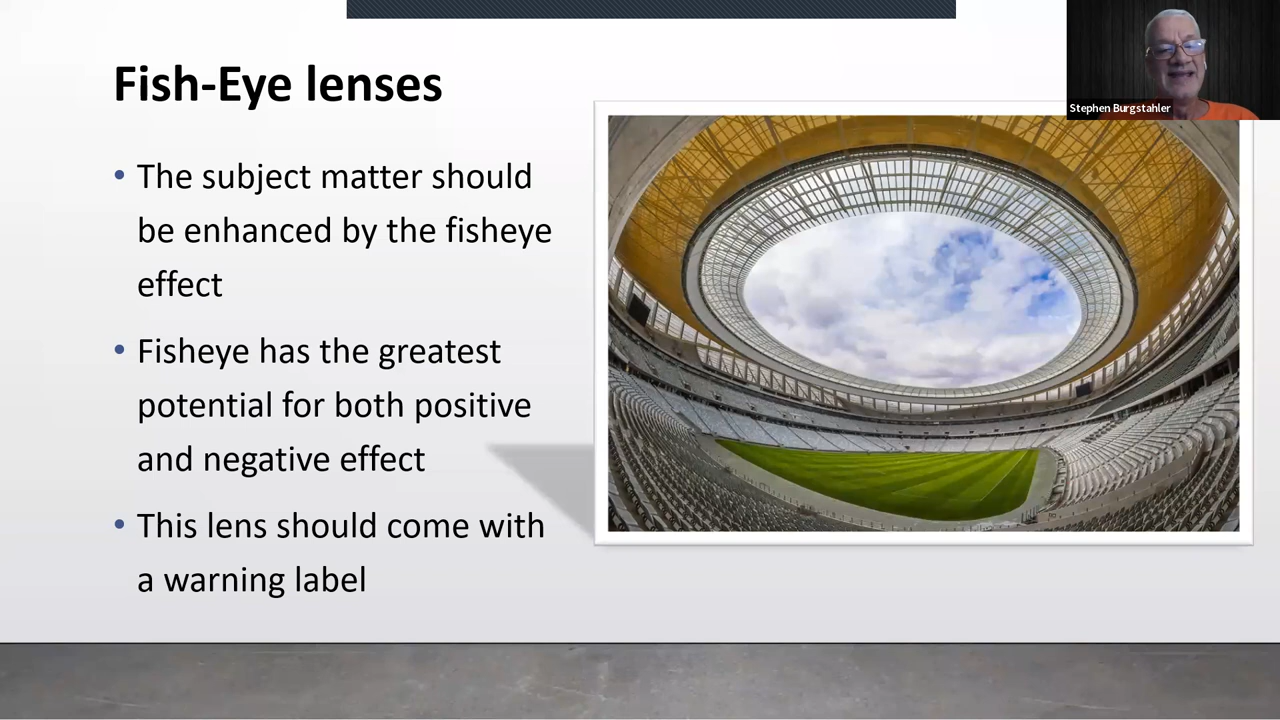 Fish-Eye lenses
Stephen Burgstahler
• The subject matter should
be enhanced by the fisheye
effect
• Fisheye has the greatest
potential for both positive
and negative effect
• This lens should come with
a warning label